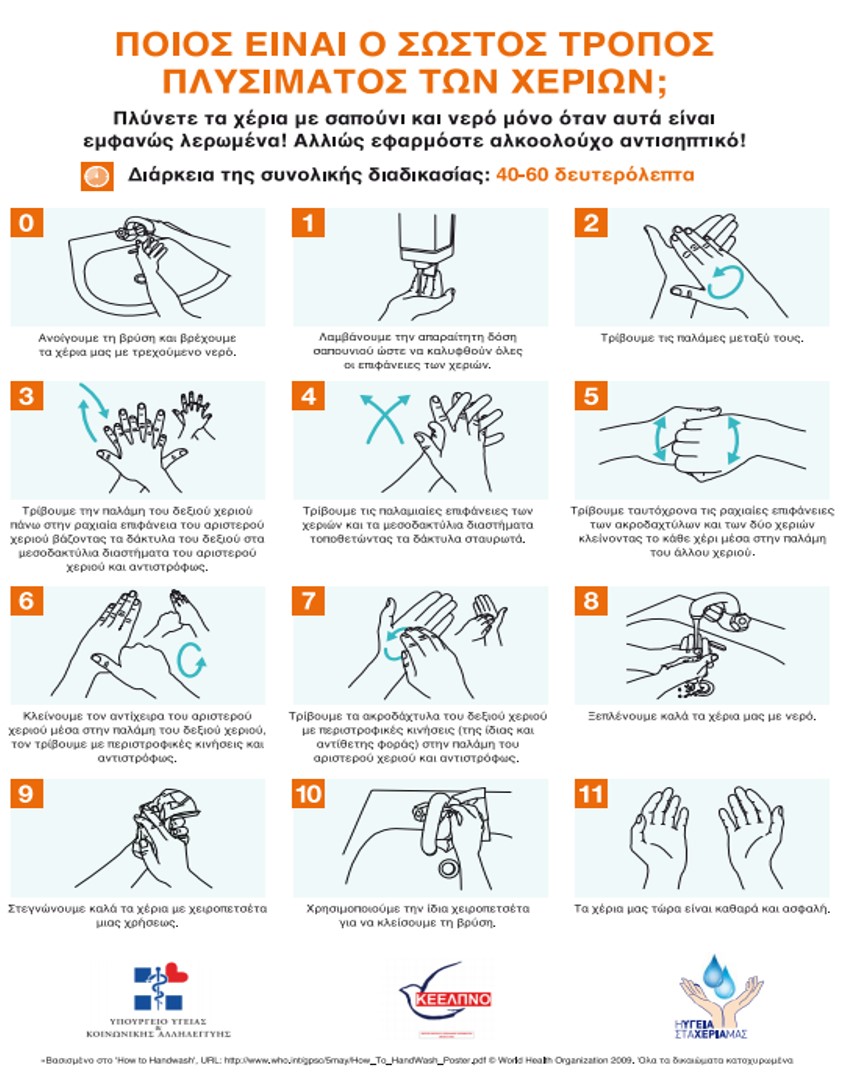 ΠΟΙΟΣ ΕΙΝΑΙ Ο ΣΩΣΤΟΣ ΤΡΟΠΟΣ
ΠΛΥΣΙΜΑΤΟΣ ΤΩΝ ΧΕΡΙΩΝ;
Πλύνετε τα χέρια με σαπούνι και νερό μόνο όταν αυτά είναι
εμφανώς λερωμένα! Αλλιώς εφαρμόστε αλκοολούχο αντισηπτικό!
Διάρκεια της συνολικής διαδικασίας: 40-60 δευτερόλεπτα
0
Ανοίγουμε τη βρύση και βρέχουμε
τα χέρια μας με τρεχούμενο νερό.
1
Λαμβάνουμε την απαραίτητη δόση
σαπουνιού ώστε να καλυφθούν όλες
οι επιφάνειες των χεριών.
2
Τρίβουμε τις παλάμες μεταξύ τους.
3
Τρίβουμε την παλάμη του δεξιού χεριού
πάνω στην ραχιαία επιφάνεια του αριστερού
χεριού βάζοντας τα δάκτυλα του δεξιού στα
μεσοδακτύλια διαστήματα του αριστερού
χεριού και αντιστρόφως.
4
Τρίβουμε τις παλαμιαίες επιφάνειες των
χεριών και τα μεσοδακτύλια διαστήματα
τοποθετώντας τα δάκτυλα σταυρωτά.
5
Τρίβουμε ταυτόχρονα τις ραχιαίες επιφάνειες
των ακροδαχτύλων και των δύο χεριών
κλείνοντας το κάθε χέρι μέσα στην παλάμη
του άλλου χεριού.
6
Κλείνουμε τον αντίχειρα του αριστερού
χεριού μέσα στην παλάμη του δεξιού χεριού,
τον τρίβουμε με περιστροφικές κινήσεις και
αντιστρόφως.
7
Τρίβουμε τα ακροδάχτυλα του δεξιού χεριού
με περιστροφικές κινήσεις (της ίδιας και
αντίθετης φοράς) στην παλάμη του
αριστερού χεριού και αντιστρόφως.
8
Ξεπλένουμε καλά τα χέρια μας με νερό.
9
Στεγνώνουμε καλά τα χέρια με χειροπετσέτα
μιας χρήσεως.
10
Χρησιμοποιούμε την ίδια χειροπετσέτα
για να κλείσουμε τη βρύση.
11
Τα χέρια μας τώρα είναι καθαρά και ασφαλή.
ΥΠΟΥΡΓΕΙΟ ΥΓΕΙΑΣ
&
ΚΟΙΝΩΝΙΚΗΣ ΑΛΛΗΛΕΓΓΥΗΣ
ΚΕΕΛΠΝΟ
Η ΥΓΕΙΑ
ΣΤΑ ΧΕΡΙΑ ΜΑΣ
«Βασισμένο στο 'How to Handwash', URL: http://www.who.int/gpsc/5may/How_To_HandWash_Poster.pdf © World Health Organization 2009. Όλα τα δικαιώματα κατοχυρωμένα